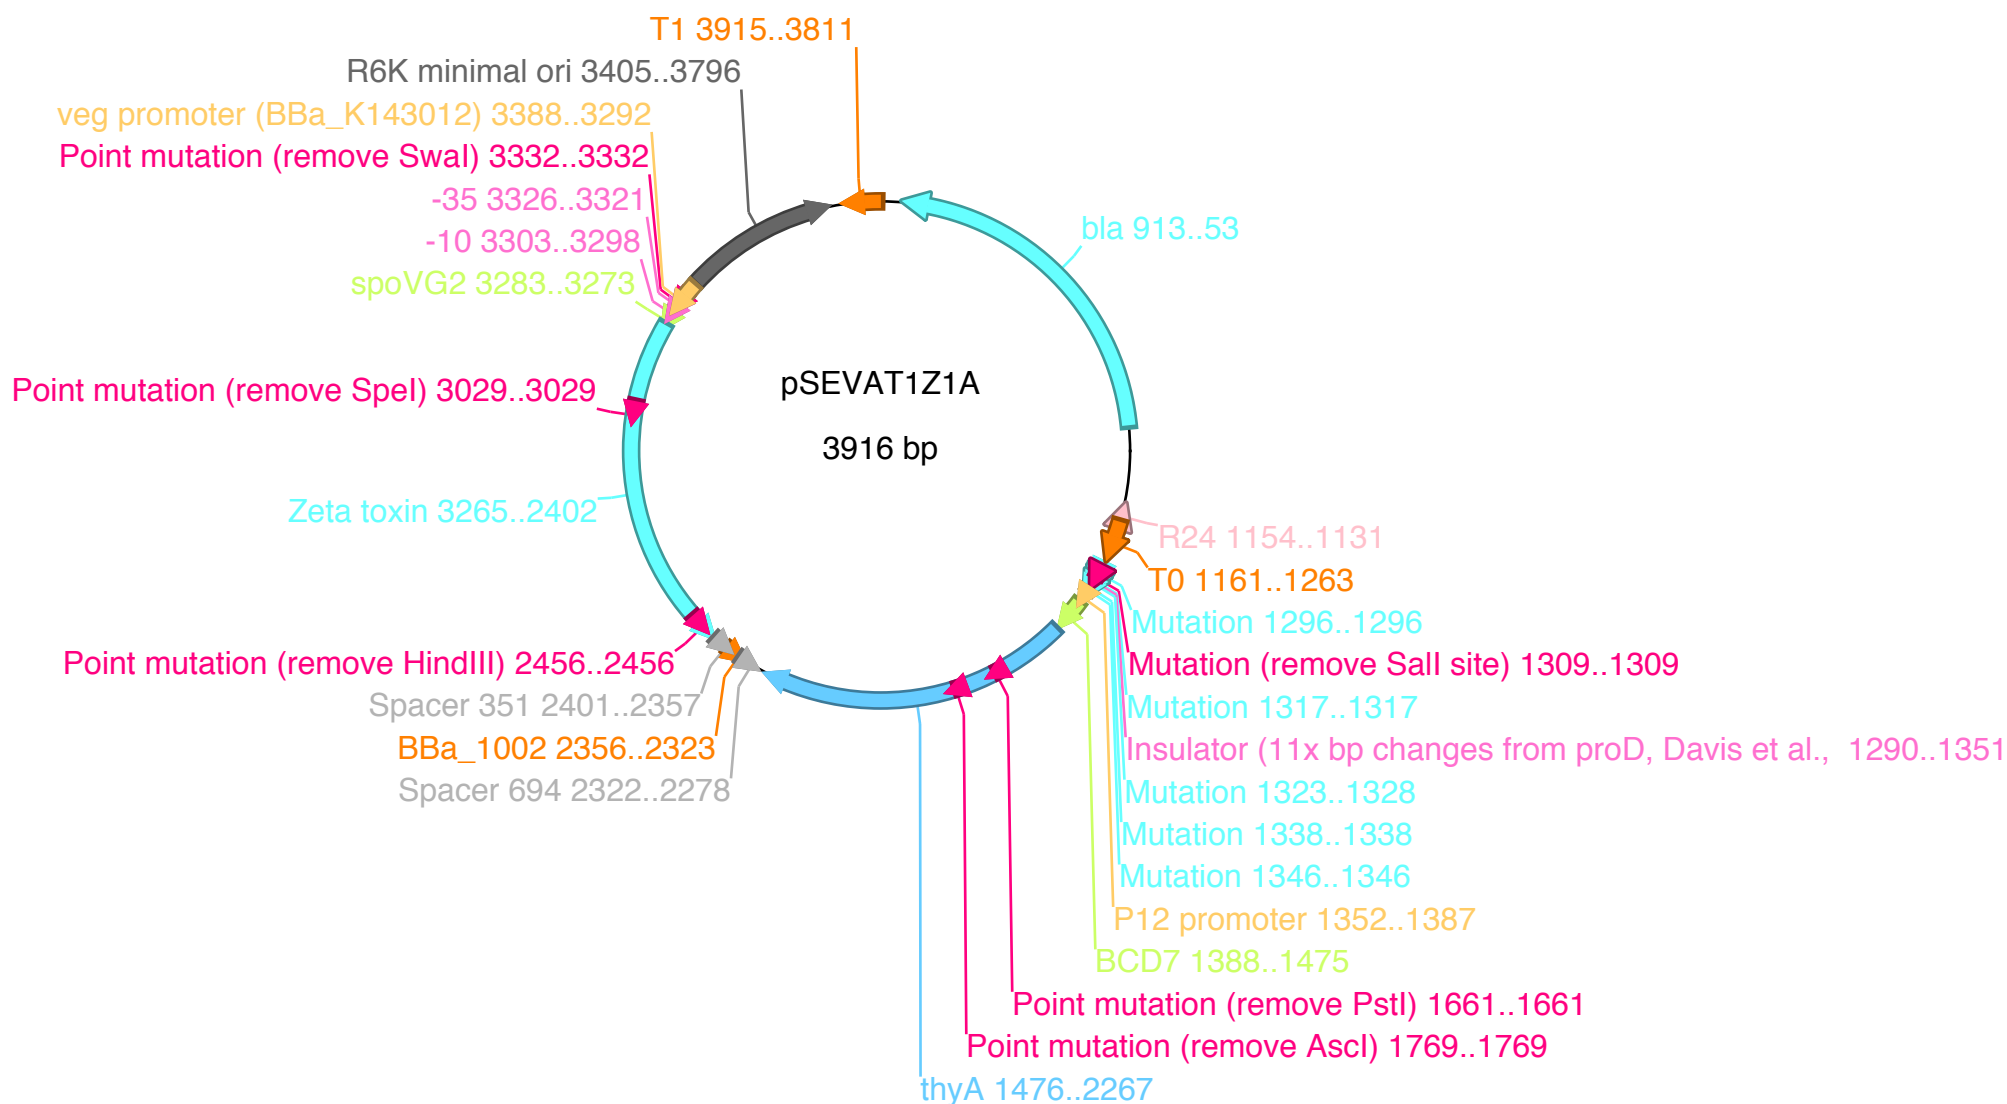 T1 3915..3811
R6K minimal ori 3405..3796
veg promoter (BBa_K143012) 3388..3292
Point mutation (remove SwaI) 3332..3332
-35 3326..3321
-10 3303..3298
spoVG2 3283..3273
bla 913..53
Point mutation (remove SpeI) 3029..3029
pSEVAT1Z1A
3916 bp
Zeta toxin 3265..2402
R24 1154..1131
T0 1161..1263
Mutation 1296..1296
Point mutation (remove HindIII) 2456..2456
Mutation (remove SalI site) 1309..1309
Spacer 351 2401..2357
Mutation 1317..1317
BBa_1002 2356..2323
Insulator (11x bp changes from proD, Davis et al.,  1290..1351
Spacer 694 2322..2278
Mutation 1323..1328
Mutation 1338..1338
Mutation 1346..1346
P12 promoter 1352..1387
BCD7 1388..1475
Point mutation (remove PstI) 1661..1661
Point mutation (remove AscI) 1769..1769
thyA 1476..2267